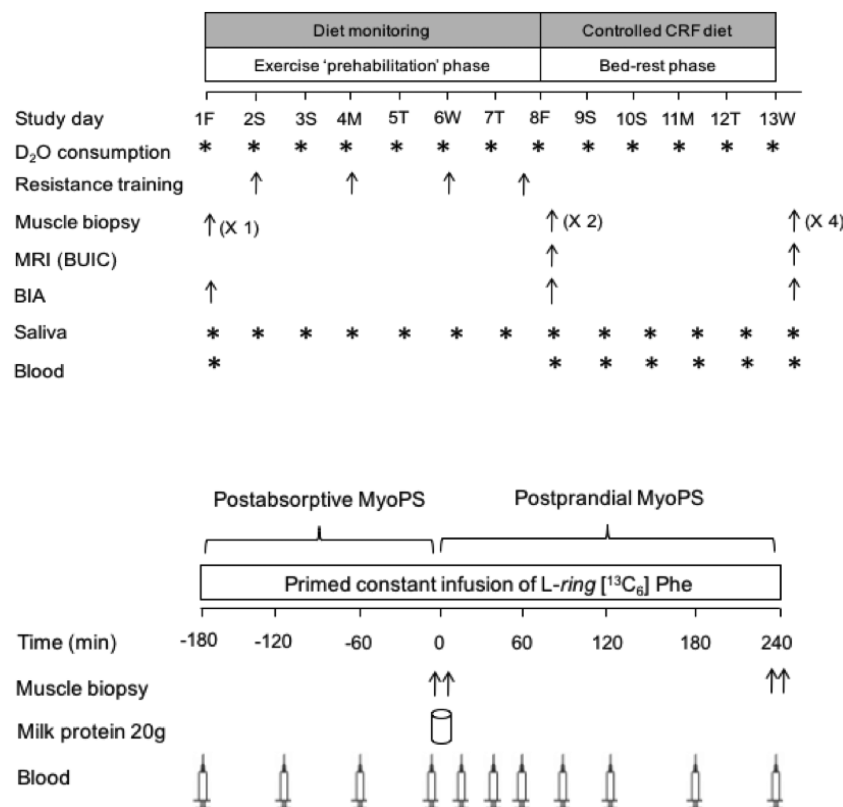 Diet monitoring Controlled CRF diet
Exercise ‘prehabilitation’ phase Bed-rest phase
Study day 1F 2S 3S 4M 5T 6W 7T 8F 9S 10S 11M 12T 13W
D₂O consumption * * * * * * * * * * * * *
Resistance training ↑ ↑ ↑ ↑
Muscle biopsy ↑ (X 1) ↑ (X 2) ↑ (X 4)
MRI (BUIC) ↑ ↑
BIA ↑ ↑ ↑
Saliva * * * * * * * * * * * * *
Blood * * * * * * *
Postabsorptive MyoPS Postprandial MyoPS
Primed constant infusion of L-ring [¹³C₆] Phe
Time (min) -180 -120 -60 0 60 120 180 240
Muscle biopsy ↑↑ ↑↑
Milk protein 20g
Blood